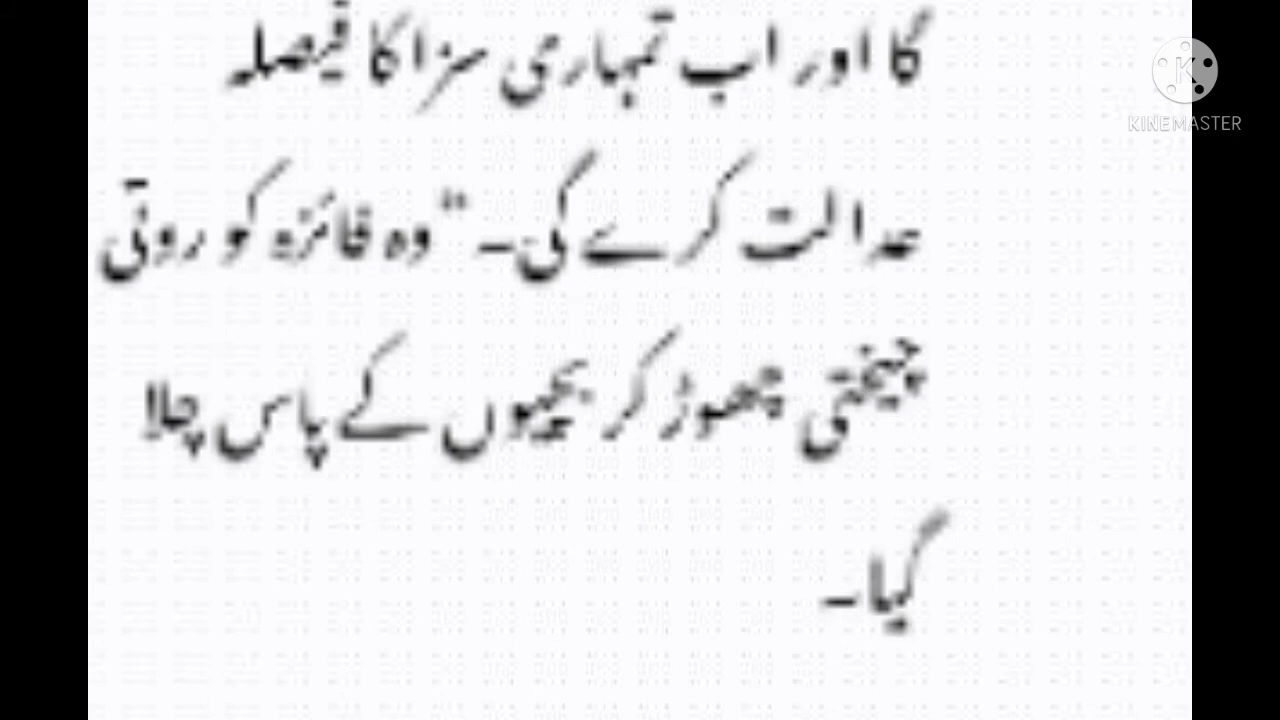 گا اور اب تمہاری سزا کا فیصلہ
عدالت کرے گی۔" وہ فائزہ کو روتی
چیختی چھوڑ کر بچیوں کے پاس چلا
گیا۔
KINEMASTER